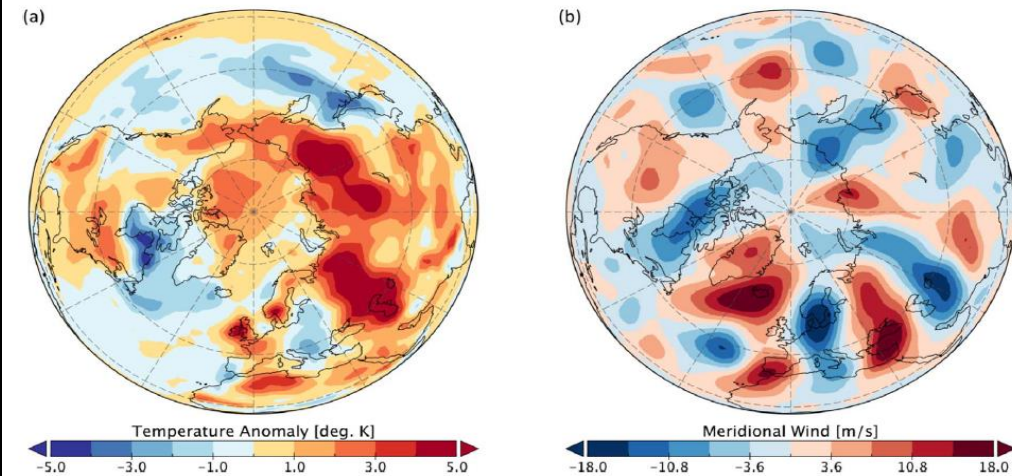 (a)
(b)
Temperature Anomaly [deg. K]
-5.0 -3.0 -1.0 1.0 3.0 5.0
Meridional Wind [m/s]
-18.0 -10.8 -3.6 3.6 10.8 18.0